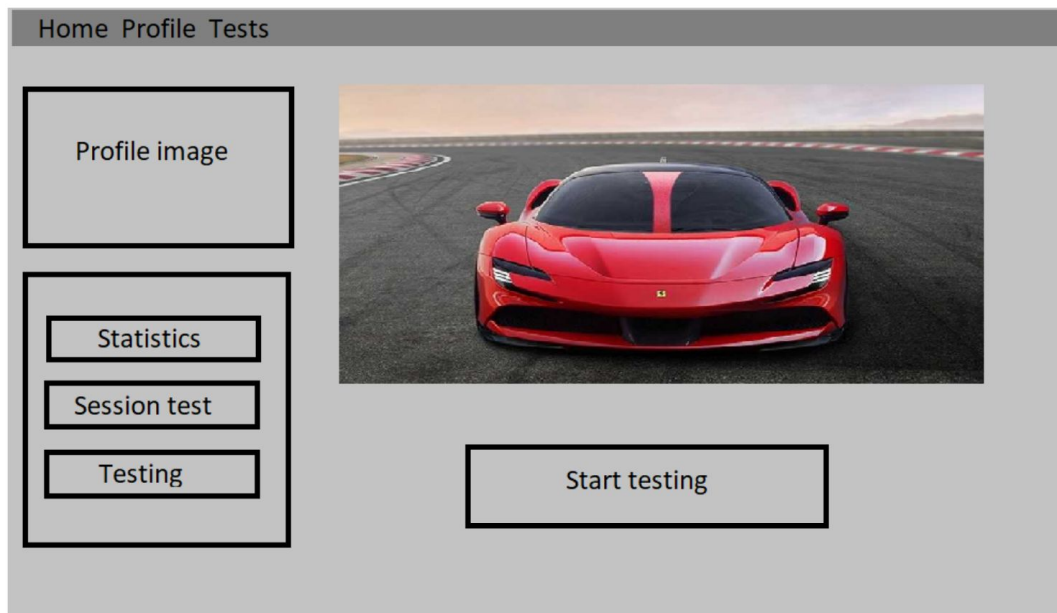 Home Profile Tests
Profile image
Statistics
Session test
Testing
Start testing